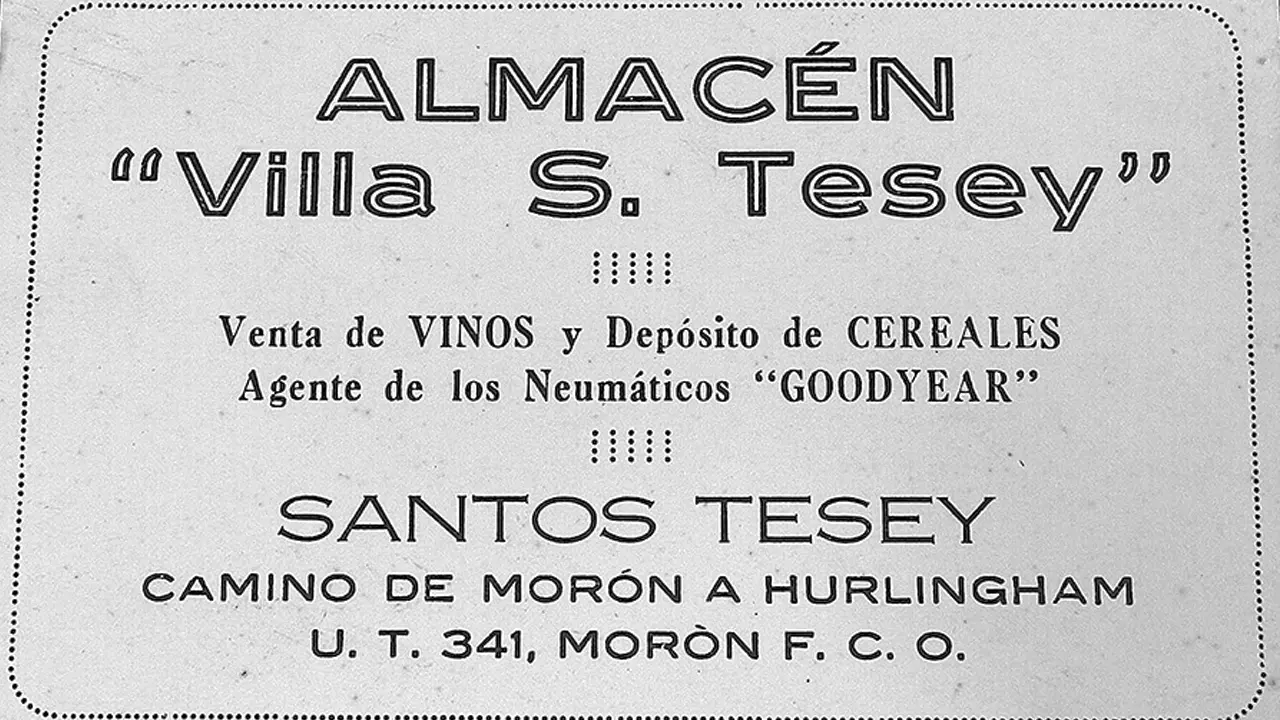 ALMACÉN
“Villa S. Tesey”
Venta de VINOS y Depósito de CEREALES
Agente de los Neumáticos “GOODYEAR”
SANTOS TESEY
CAMINO DE MORÓN A HURLINGHAM
U. T. 341, MORÒN F. C. O.